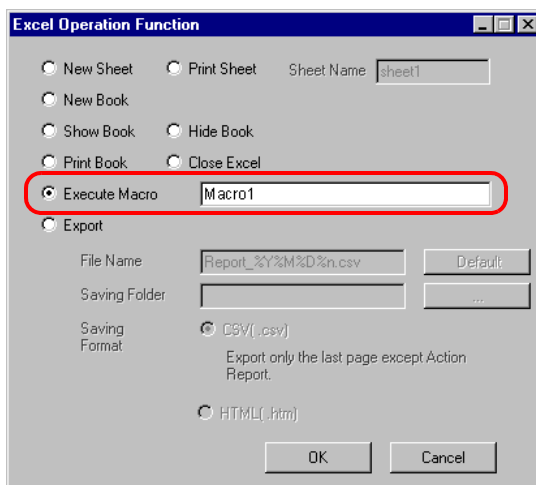 Excel Operation Function
New Sheet Print Sheet Sheet Name sheet1
New Book
Show Book Hide Book
Print Book Close Excel
Execute Macro Macro1
Export
File Name Report_%Y%M%D%n.csv Default
Saving Folder ...
Saving CSV( .csv)
Format
Export only the last page except Action
Report.
HTML( .htm)
OK Cancel